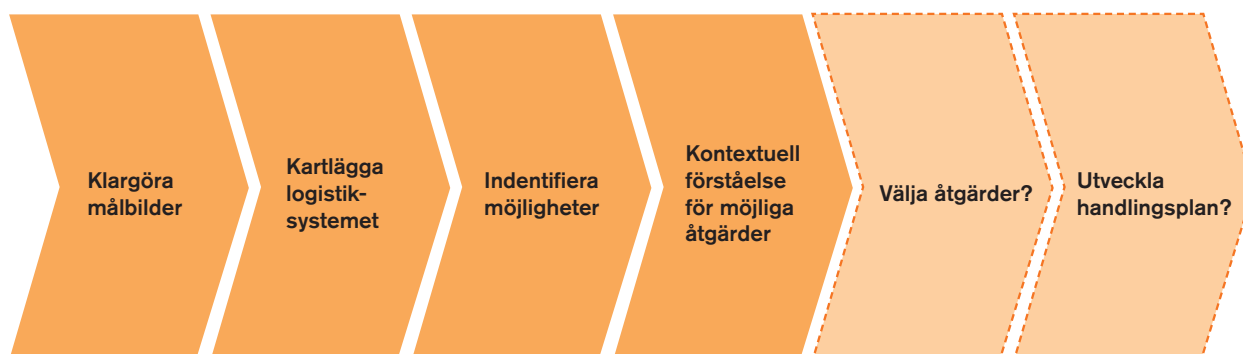 Klargöra
målbilder
Kartlägga
logistik-
systemet
Indentifiera
möjligheter
Kontextuell
förståelse
för möjliga
åtgärder
Välja åtgärder?
Utveckla
handlingsplan?